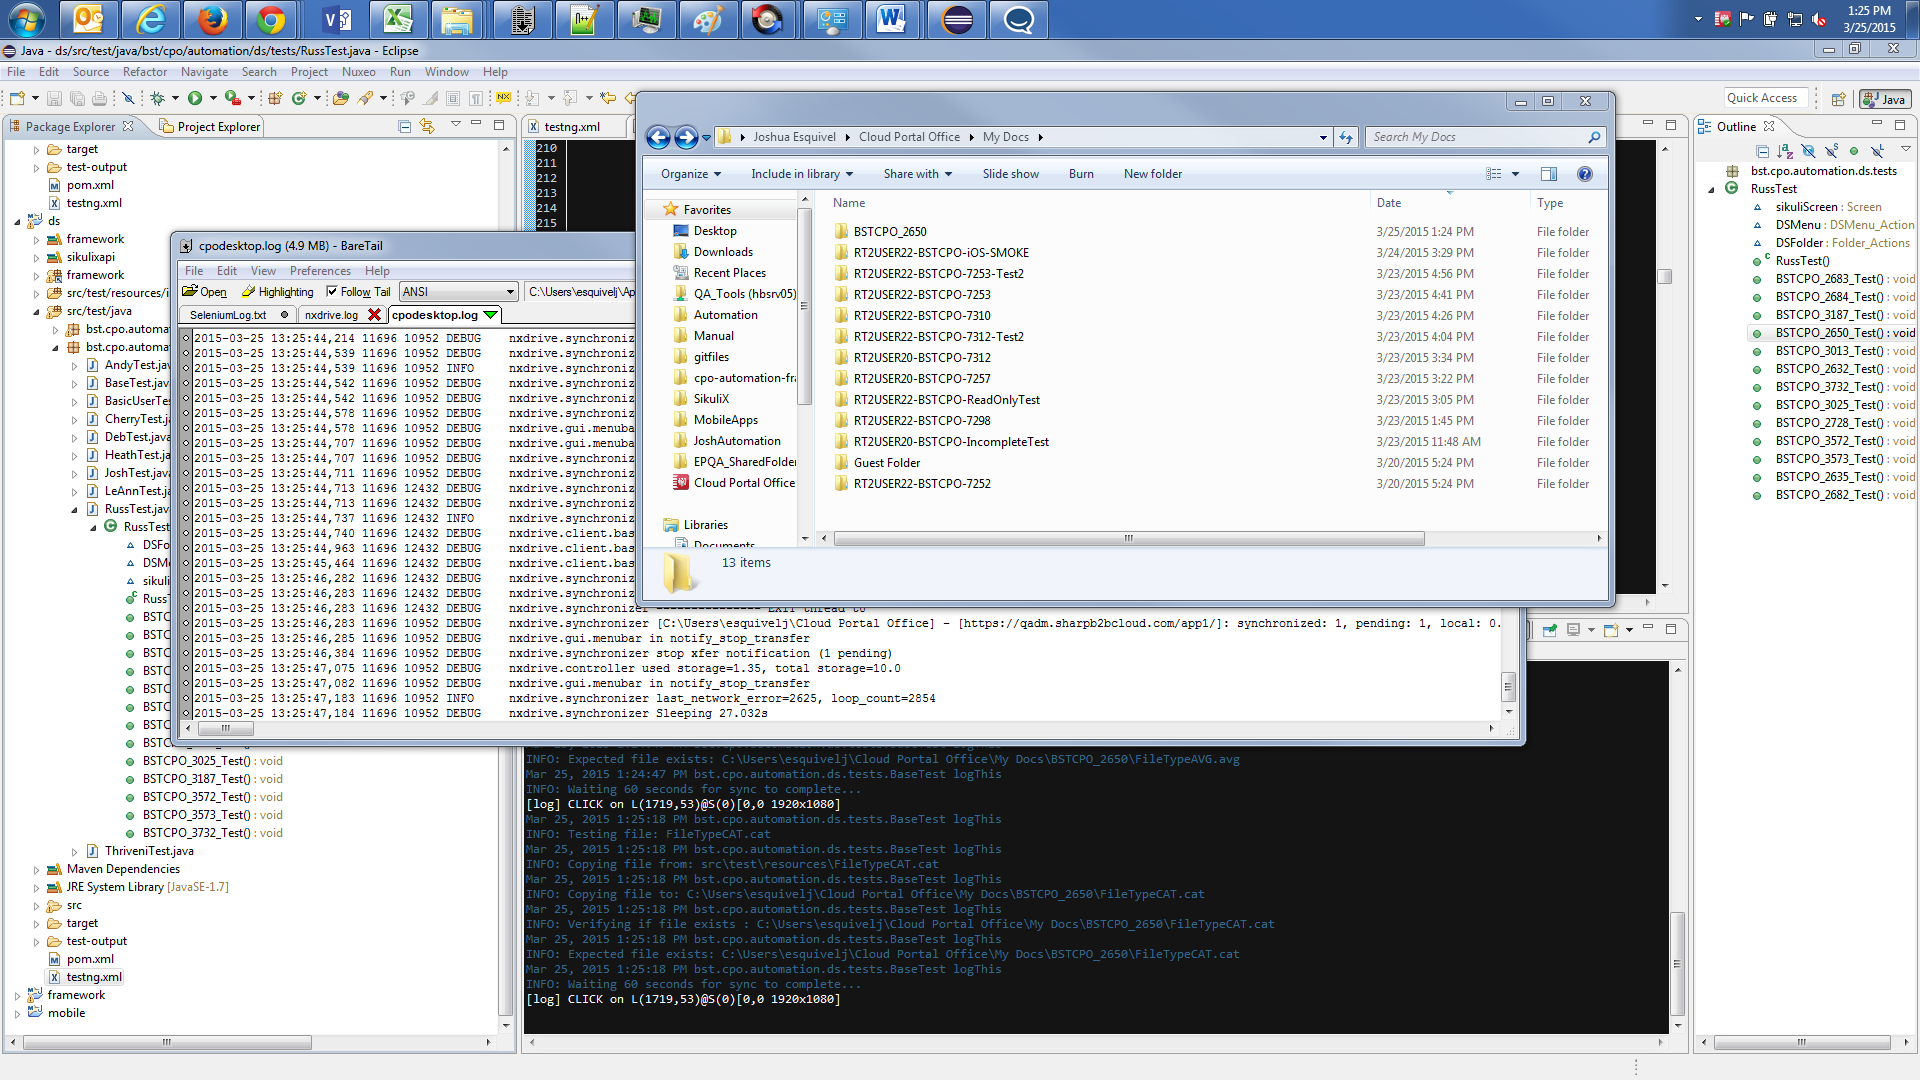 1:25 PM
3/25/2015
Java - ds/src/test/java/bst/cpo/automation/ds/tests/RussTest.java - Eclipse
File Edit Source Refactor Navigate Search Project Nuxeo Run Window Help
Quick Access
Java
Package Explorer Project Explorer
target
test-output
pom.xml
testng.xml
ds
framework
sikulixapi
framework
src/test/resources/i
src/test/java
bst.cpo.automat
bst.cpo.automat
AndyTest.jav
BaseTest.jav
BasicUserTe
CherryTest.ja
DebTest.java
HeathTest.ja
JoshTest.java
LeAnnTest.ja
RussTest.jav
RussTest
DSFo
DSM
sikuli
RussT
BST
BST
BST
BST
BST
BST
BST
BSTCPO_3025_Test() : void
BSTCPO_3187_Test() : void
BSTCPO_3572_Test() : void
BSTCPO_3573_Test() : void
BSTCPO_3732_Test() : void
ThriveniTest.java
Maven Dependencies
JRE System Library [JavaSE-1.7]
src
target
test-output
pom.xml
testng.xml
framework
mobile
testng.xml
210
211
212
213
214
215
cpodesktop.log (4.9 MB) - BareTail
File Edit View Preferences Help
Open Highlighting Follow Tail ANSI C:\Users\esquivelj\Ap
SeleniumLog.txt nxdrive.log cpodesktop.log
2015-03-25 13:25:44,214 11696 10952 DEBUG nxdrive.synchroniz
2015-03-25 13:25:44,539 11696 10952 DEBUG nxdrive.synchroniz
2015-03-25 13:25:44,539 11696 10952 INFO nxdrive.synchroniz
2015-03-25 13:25:44,542 11696 10952 DEBUG nxdrive.synchroniz
2015-03-25 13:25:44,542 11696 10952 DEBUG nxdrive.synchroniz
2015-03-25 13:25:44,578 11696 10952 DEBUG nxdrive.synchroniz
2015-03-25 13:25:44,578 11696 10952 DEBUG nxdrive.gui.menuba
2015-03-25 13:25:44,707 11696 10952 DEBUG nxdrive.gui.menuba
2015-03-25 13:25:44,707 11696 10952 DEBUG nxdrive.synchroniz
2015-03-25 13:25:44,711 11696 10952 DEBUG nxdrive.synchroniz
2015-03-25 13:25:44,713 11696 12432 DEBUG nxdrive.synchroniz
2015-03-25 13:25:44,713 11696 12432 DEBUG nxdrive.synchroniz
2015-03-25 13:25:44,737 11696 12432 INFO nxdrive.synchroniz
2015-03-25 13:25:44,740 11696 12432 DEBUG nxdrive.client.bas
2015-03-25 13:25:44,963 11696 12432 DEBUG nxdrive.client.bas
2015-03-25 13:25:45,464 11696 12432 DEBUG nxdrive.client.bas
2015-03-25 13:25:46,282 11696 12432 DEBUG nxdrive.synchroniz
2015-03-25 13:25:46,283 11696 12432 DEBUG nxdrive.synchroniz
2015-03-25 13:25:46,283 11696 12432 DEBUG nxdrive.synchronizer --------------- Exit thread to
2015-03-25 13:25:46,283 11696 10952 DEBUG nxdrive.synchronizer [C:\Users\esquivelj\Cloud Portal Office] - [https://qadm.sharpb2bcloud.com/app1/]: synchronized: 1, pending: 1, local: 0.
2015-03-25 13:25:46,285 11696 10952 DEBUG nxdrive.gui.menubar in notify_stop_transfer
2015-03-25 13:25:46,384 11696 10952 DEBUG nxdrive.synchronizer stop xfer notification (1 pending)
2015-03-25 13:25:47,075 11696 10952 DEBUG nxdrive.controller used storage=1.35, total storage=10.0
2015-03-25 13:25:47,082 11696 10952 DEBUG nxdrive.gui.menubar in notify_stop_transfer
2015-03-25 13:25:47,183 11696 10952 INFO nxdrive.synchronizer last_network_error=2625, loop_count=2854
2015-03-25 13:25:47,184 11696 10952 DEBUG nxdrive.synchronizer Sleeping 27.032s
Joshua Esquivel Cloud Portal Office My Docs
Search My Docs
Organize Include in library Share with Slide show Burn New folder
Favorites
Desktop
Downloads
Recent Places
QA_Tools (hbsrv05)
Automation
Manual
gitfiles
cpo-automation-fra
SikuliX
MobileApps
JoshAutomation
EPQA_SharedFolder
Cloud Portal Office
Libraries
Documents
Name Date Type
BSTCPO_2650 3/25/2015 1:24 PM File folder
RT2USER22-BSTCPO-iOS-SMOKE 3/24/2015 3:29 PM File folder
RT2USER22-BSTCPO-7253-Test2 3/23/2015 4:56 PM File folder
RT2USER22-BSTCPO-7253 3/23/2015 4:41 PM File folder
RT2USER22-BSTCPO-7310 3/23/2015 4:26 PM File folder
RT2USER22-BSTCPO-7312-Test2 3/23/2015 4:04 PM File folder
RT2USER20-BSTCPO-7312 3/23/2015 3:34 PM File folder
RT2USER20-BSTCPO-7257 3/23/2015 3:22 PM File folder
RT2USER22-BSTCPO-ReadOnlyTest 3/23/2015 3:05 PM File folder
RT2USER22-BSTCPO-7298 3/23/2015 1:45 PM File folder
RT2USER20-BSTCPO-IncompleteTest 3/23/2015 11:48 AM File folder
Guest Folder 3/20/2015 5:24 PM File folder
RT2USER22-BSTCPO-7252 3/20/2015 5:24 PM File folder
13 items
INFO: Expected file exists: C:\Users\esquivelj\Cloud Portal Office\My Docs\BSTCPO_2650\FileTypeAVG.avg
Mar 25, 2015 1:24:47 PM bst.cpo.automation.ds.tests.BaseTest logThis
INFO: Waiting 60 seconds for sync to complete...
[log] CLICK on L(1719,53)@S(0)[0,0 1920x1080]
Mar 25, 2015 1:25:18 PM bst.cpo.automation.ds.tests.BaseTest logThis
INFO: Testing file: FileTypeCAT.cat
Mar 25, 2015 1:25:18 PM bst.cpo.automation.ds.tests.BaseTest logThis
INFO: Copying file from: src\test\resources\FileTypeCAT.cat
Mar 25, 2015 1:25:18 PM bst.cpo.automation.ds.tests.BaseTest logThis
INFO: Copying file to: C:\Users\esquivelj\Cloud Portal Office\My Docs\BSTCPO_2650\FileTypeCAT.cat
Mar 25, 2015 1:25:18 PM bst.cpo.automation.ds.tests.BaseTest logThis
INFO: Verifying if file exists : C:\Users\esquivelj\Cloud Portal Office\My Docs\BSTCPO_2650\FileTypeCAT.cat
Mar 25, 2015 1:25:18 PM bst.cpo.automation.ds.tests.BaseTest logThis
INFO: Expected file exists: C:\Users\esquivelj\Cloud Portal Office\My Docs\BSTCPO_2650\FileTypeCAT.cat
Mar 25, 2015 1:25:18 PM bst.cpo.automation.ds.tests.BaseTest logThis
INFO: Waiting 60 seconds for sync to complete...
[log] CLICK on L(1719,53)@S(0)[0,0 1920x1080]
Outline
bst.cpo.automation.ds.tests
RussTest
sikuliScreen : Screen
DSMenu : DSMenu_Action
DSFolder : Folder_Actions
RussTest()
BSTCPO_2683_Test() : void
BSTCPO_2684_Test() : void
BSTCPO_3187_Test() : void
BSTCPO_2650_Test() : void
BSTCPO_3013_Test() : void
BSTCPO_2632_Test() : void
BSTCPO_3732_Test() : void
BSTCPO_3025_Test() : void
BSTCPO_2728_Test() : void
BSTCPO_3572_Test() : void
BSTCPO_3573_Test() : void
BSTCPO_2635_Test() : void
BSTCPO_2682_Test() : void